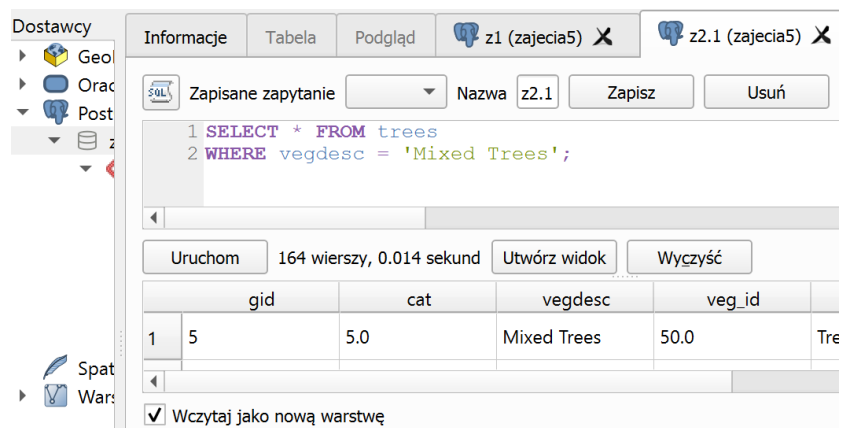 Dostawcy
Geol
Orac
Post
z
Spat
Wars
Informacje Tabela Podgląd z1 (zajecia5) X z2.1 (zajecia5) X
SQL Zapisane zapytanie Nazwa z2.1 Zapisz Usuń
1 SELECT * FROM trees
2 WHERE vegdesc = 'Mixed Trees';
Uruchom 164 wierszy, 0.014 sekund Utwórz widok Wyczyść
gid cat vegdesc veg_id
1 5 5.0 Mixed Trees 50.0 Tre
Wczytaj jako nową warstwę